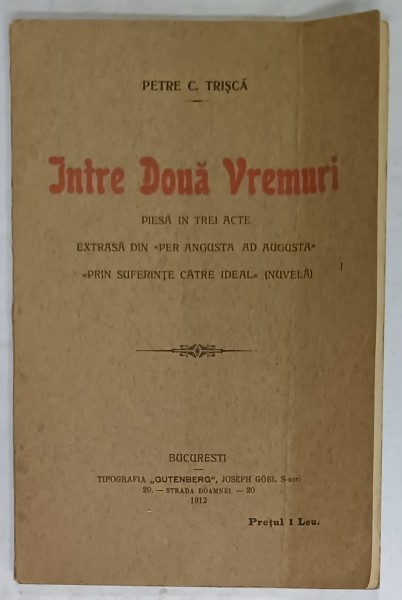 PETRE C. TRIȘCĂ
Intre Două Vremuri
PIESĂ IN TREI ACTE
EXTRASĂ DIN «PER ANGUSTA AD AUGUSTA»
«PRIN SUFERINȚE CĂTRE IDEAL» (NUVELĂ)
BUCURESTI
TIPOGRAFIA „GUTENBERG", JOSEPH GÖBL S-sori
20. — STRADA DOAMNEI. — 20
1912
Prețul 1 Leu.